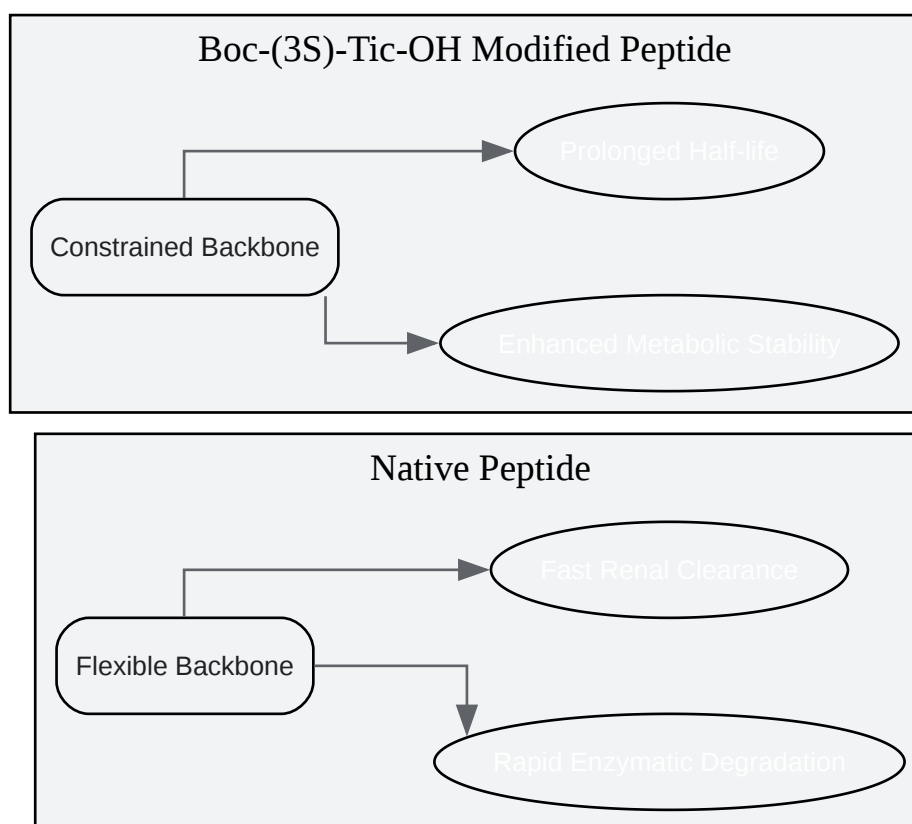 Boc-(3S)-Tic-OH Modified Peptide
Prolonged Half-life
Constrained Backbone
Enhanced Metabolic Stability
Native Peptide
Fast Renal Clearance
Flexible Backbone
Rapid Enzymatic Degradation